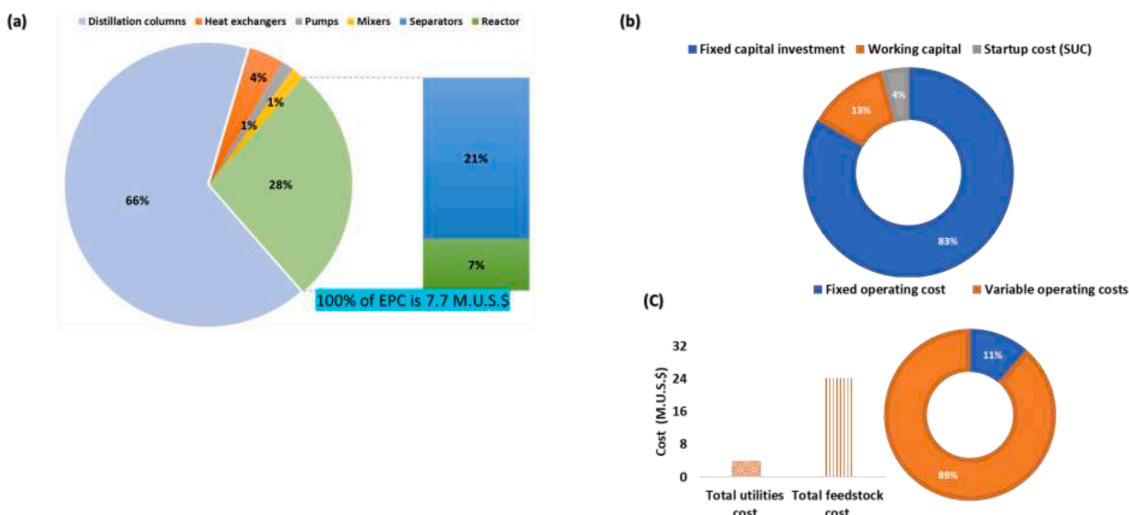 (a)
Distillation columns Heat exchangers Pumps Mixers Separators Reactor
4%
1%
1%
66%
28%
21%
7%
100% of EPC is 7.7 M.U.S.$
(b)
Fixed capital investment Working capital Startup cost (SUC)
4%
13%
83%
Fixed operating cost Variable operating costs
(C)
Cost (M.U.S.$)
32
24
16
8
0
Total utilities cost
Total feedstock cost
11%
89%